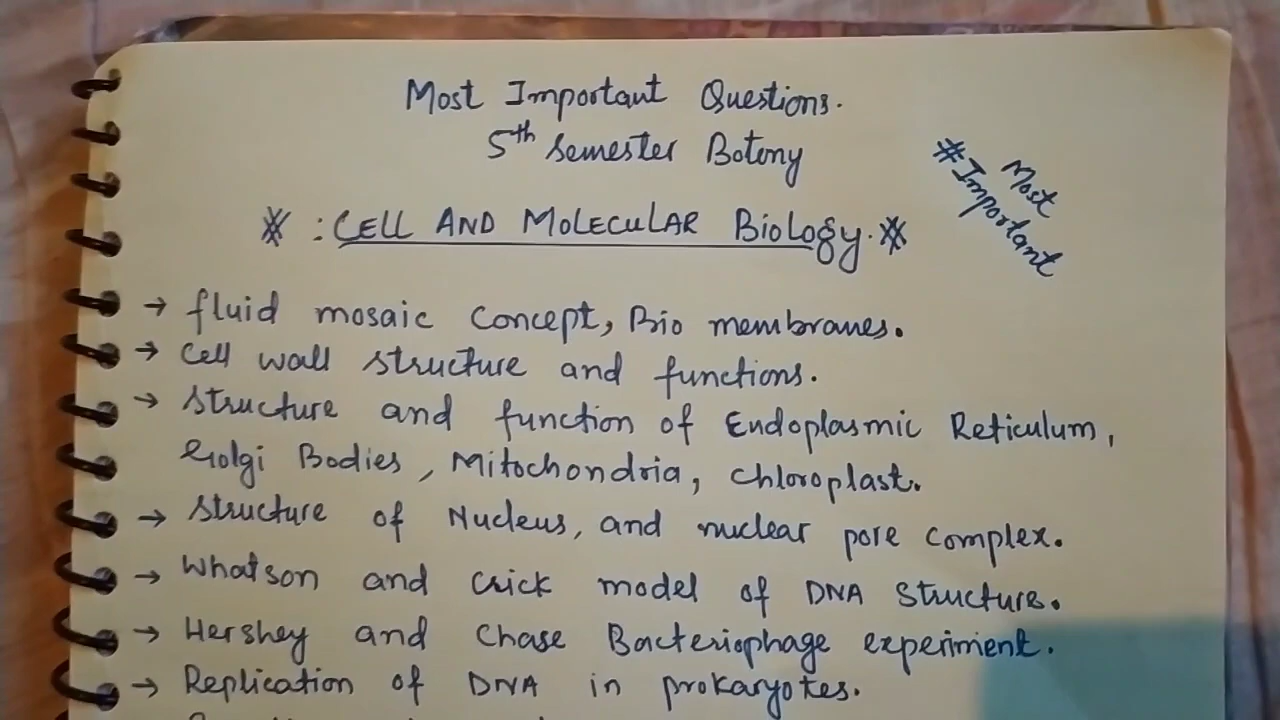 Most Important Questions.
5th Semester Botony
# Most
Important
* : CELL AND MOLECULAR BiOLOgy. *
→ fluid mosaic concept, Bio membranes.
→ Cell wall structure and functions.
→ Structure and function of Endoplasmic Reticulum,
Golgi Bodies, Mitochondria, Chloroplast.
→ Structure of Nucleus, and nuclear pore complex.
→ Whatson and Crick model of DNA Structure.
→ Hershey and Chase Bacteriophage experiment.
→ Replication of DNA in prokaryotes.